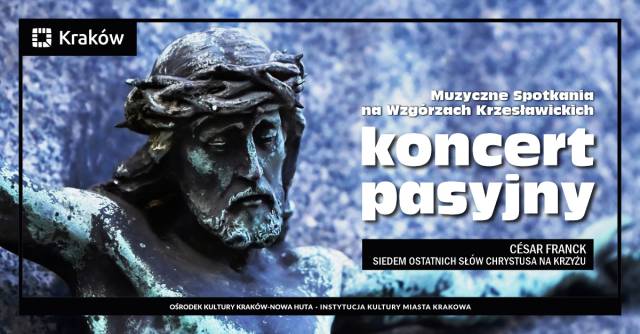 Kraków
Muzyczne Spotkania
na Wzgórzach Krzesławickich
koncert
pasyjny
CÉSAR FRANCK
SIEDEM OSTATNICH SŁÓW CHRYSTUSA NA KRZYŻU
OŚRODEK KULTURY KRAKÓW-NOWA HUTA • INSTYTUCJA KULTURY MIASTA KRAKOWA